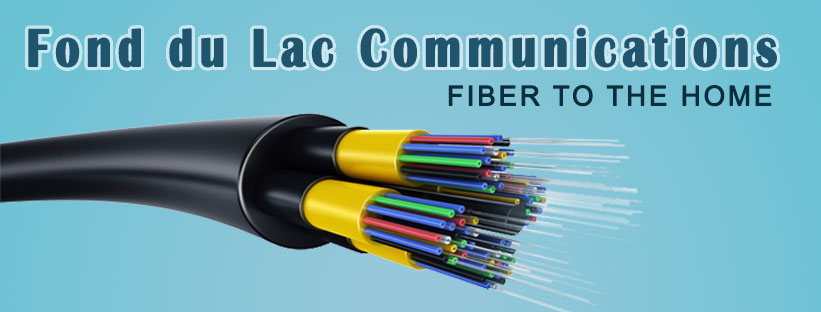 Fond du Lac Communications
FIBER TO THE HOME